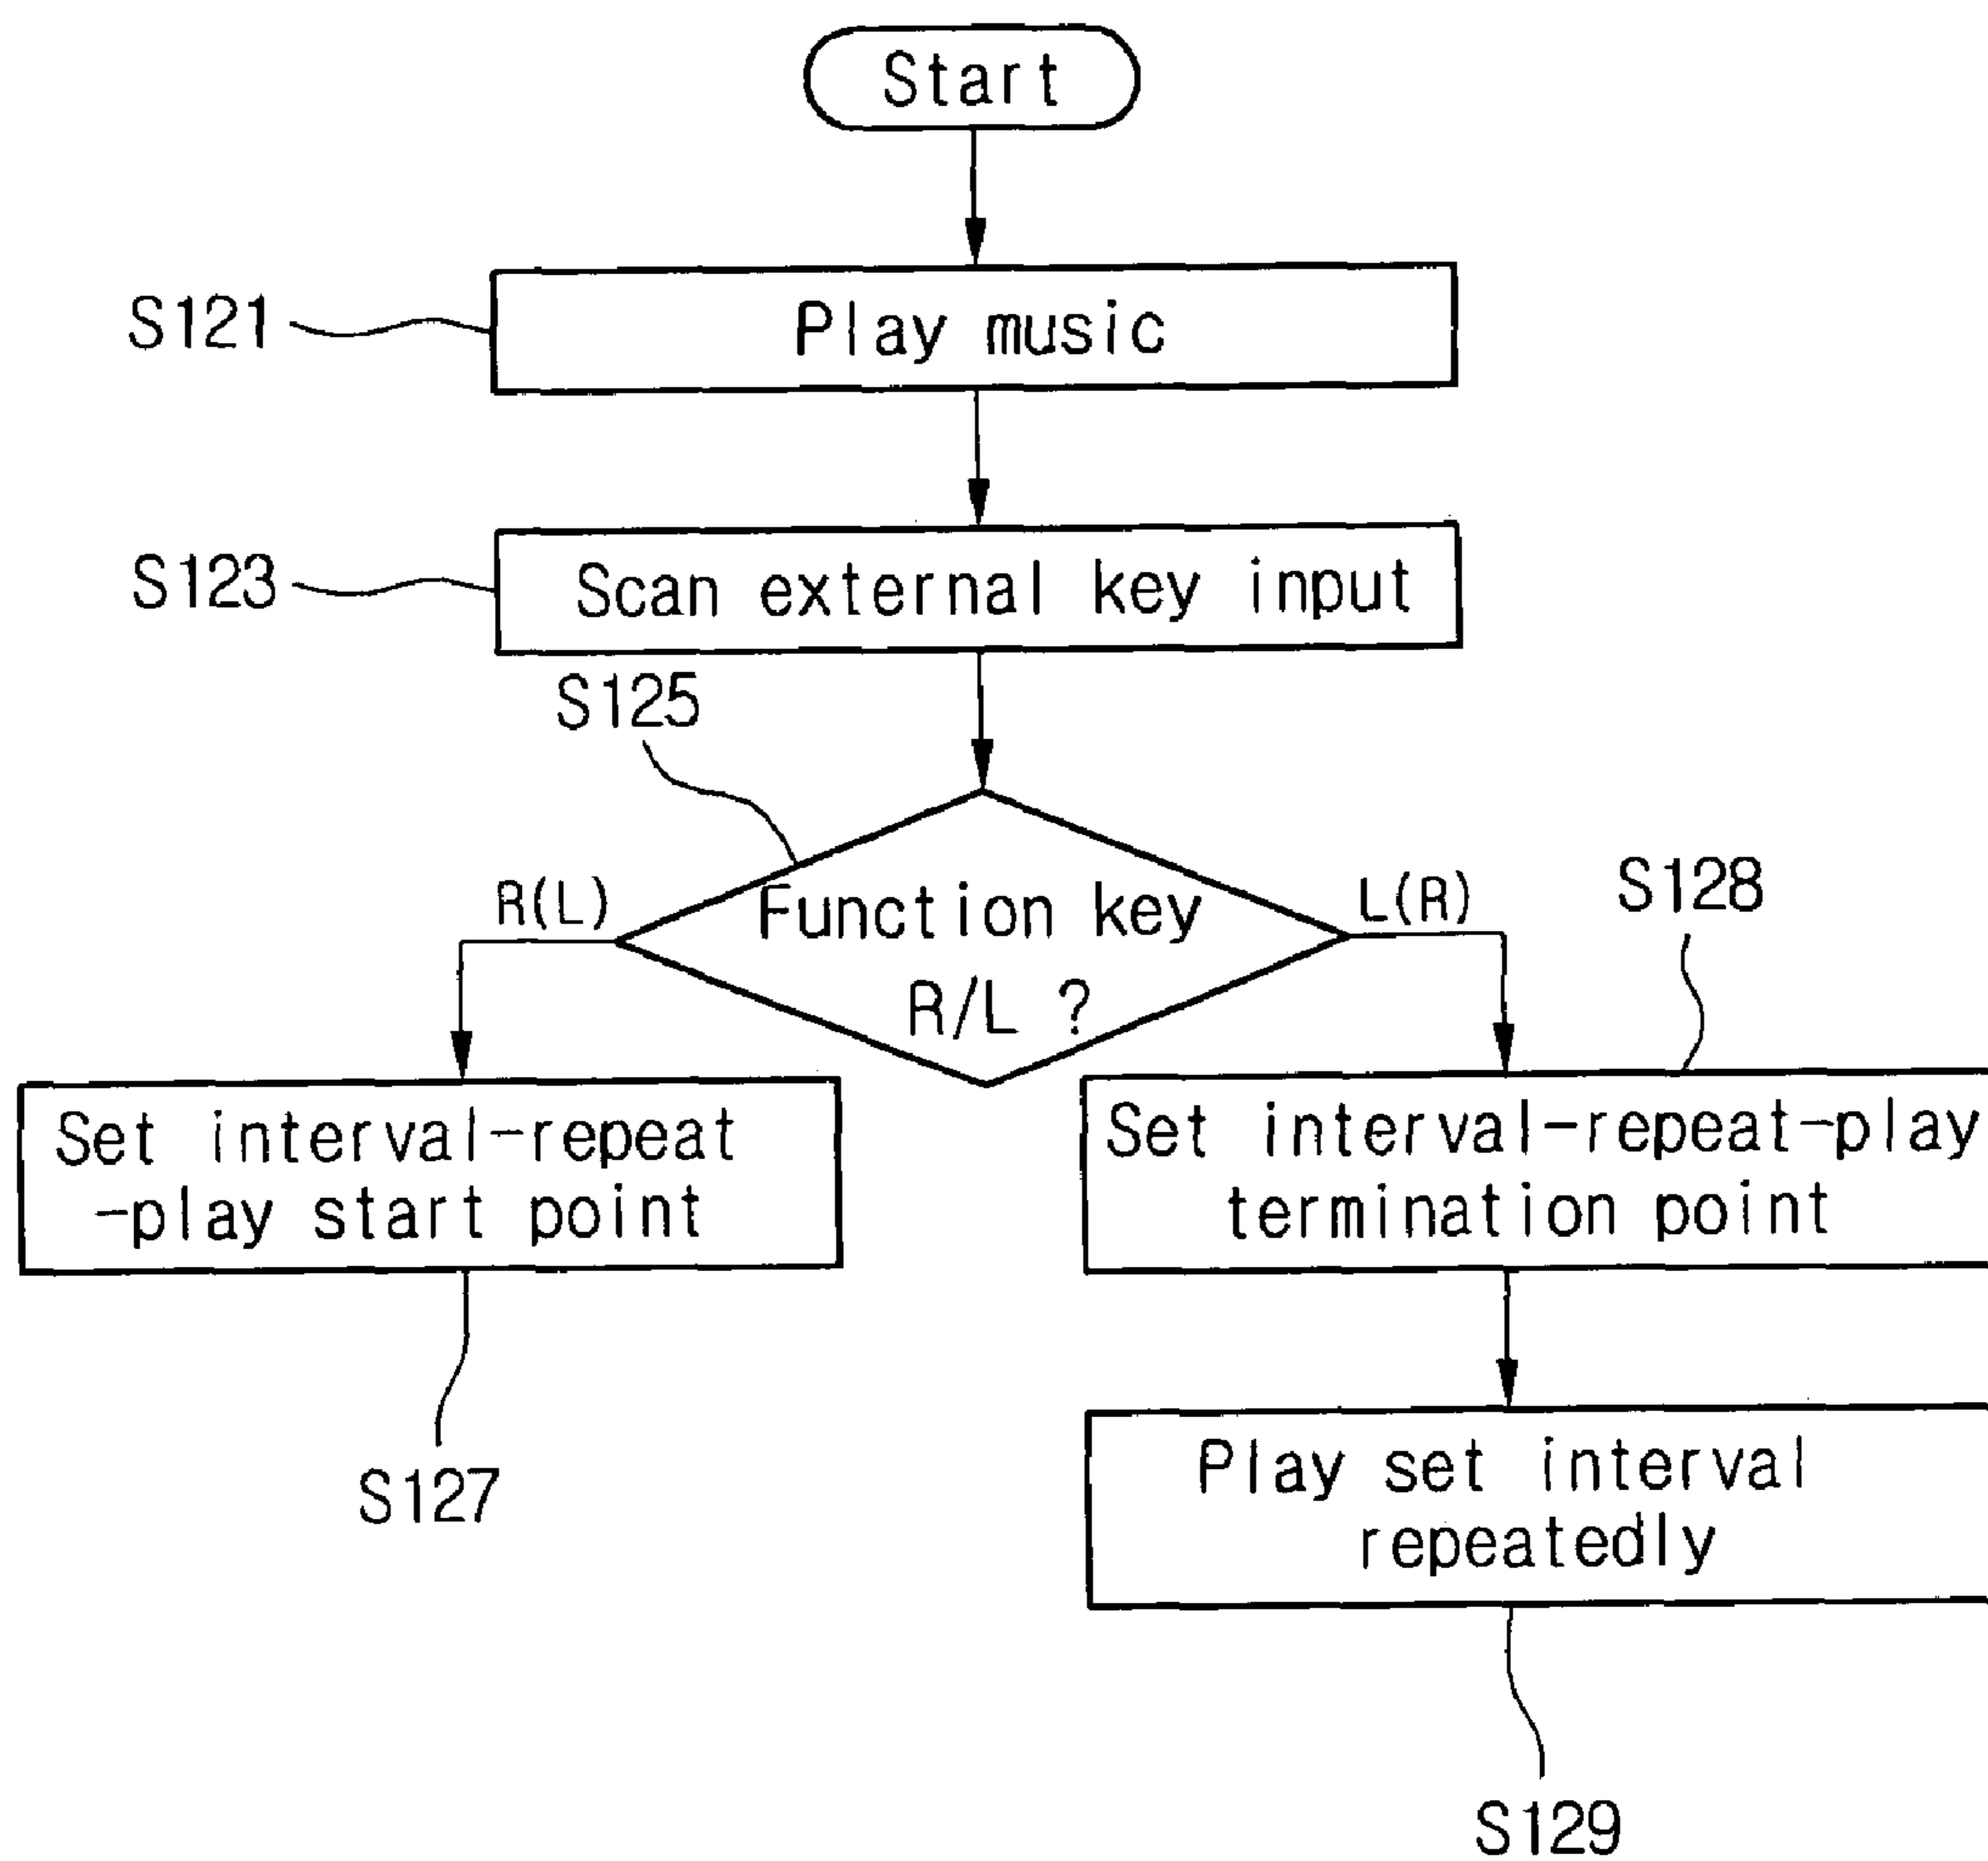 Start
S121
Play music
S123
Scan external key input
S125
R(L)
Function key
R/L ?
L(R)
S128
Set interval-repeat
-play start point
Set interval-repeat-play
termination point
S127
Play set interval
repeatedly
S129